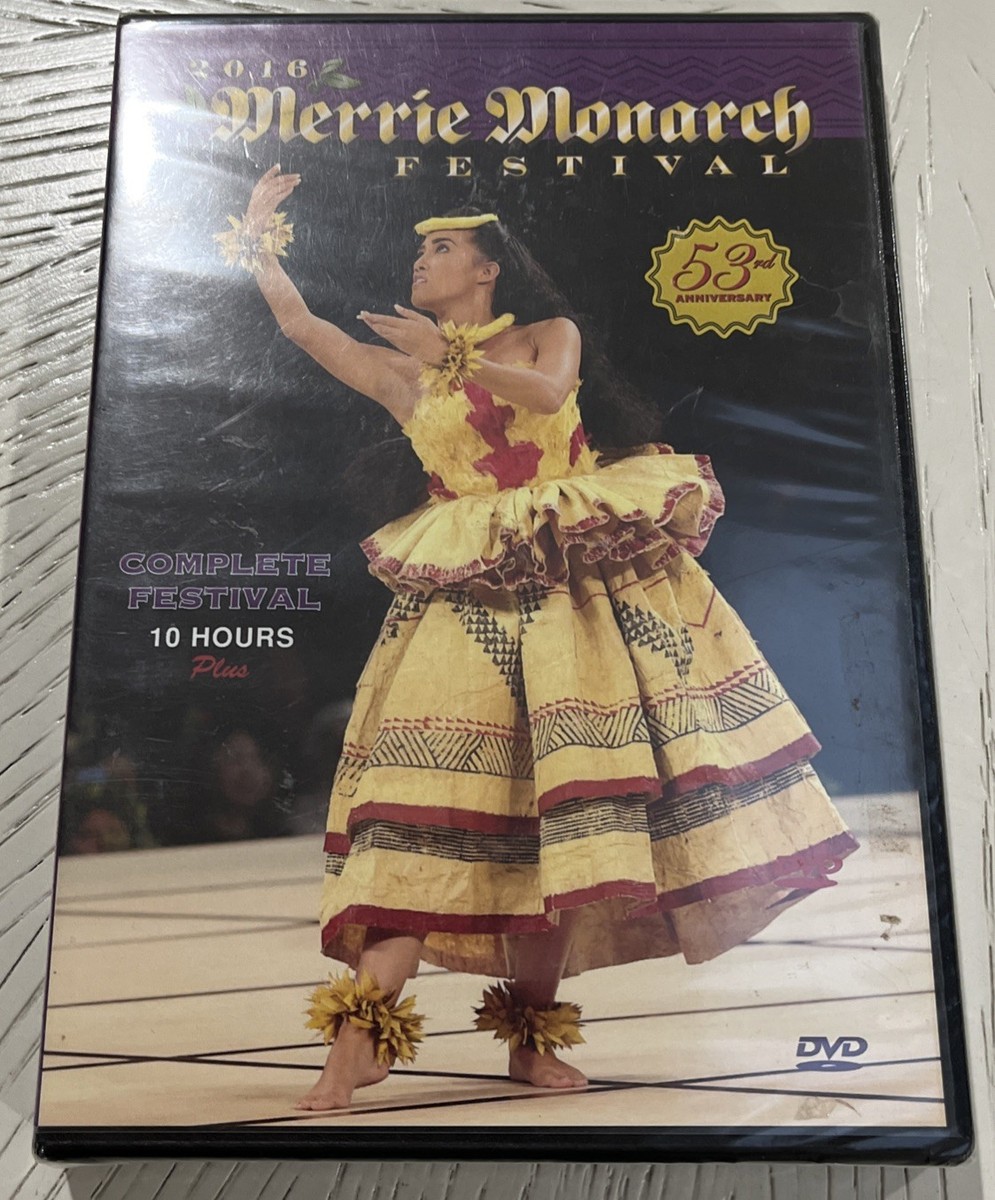 2016
Merrie Monarch
FESTIVAL
53rd
ANNIVERSARY
COMPLETE
FESTIVAL
10 HOURS
Plus
DVD